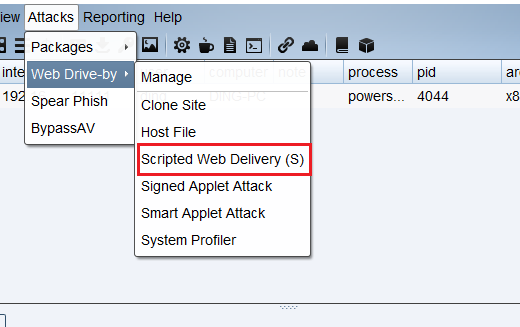 iew Attacks Reporting Help
Packages
Web Drive-by
Spear Phish
BypassAV
Manage
Clone Site
Host File
Scripted Web Delivery (S)
Signed Applet Attack
Smart Applet Attack
System Profiler
inte computer note process pid arc
192 DING-PC powers... 4044 x8